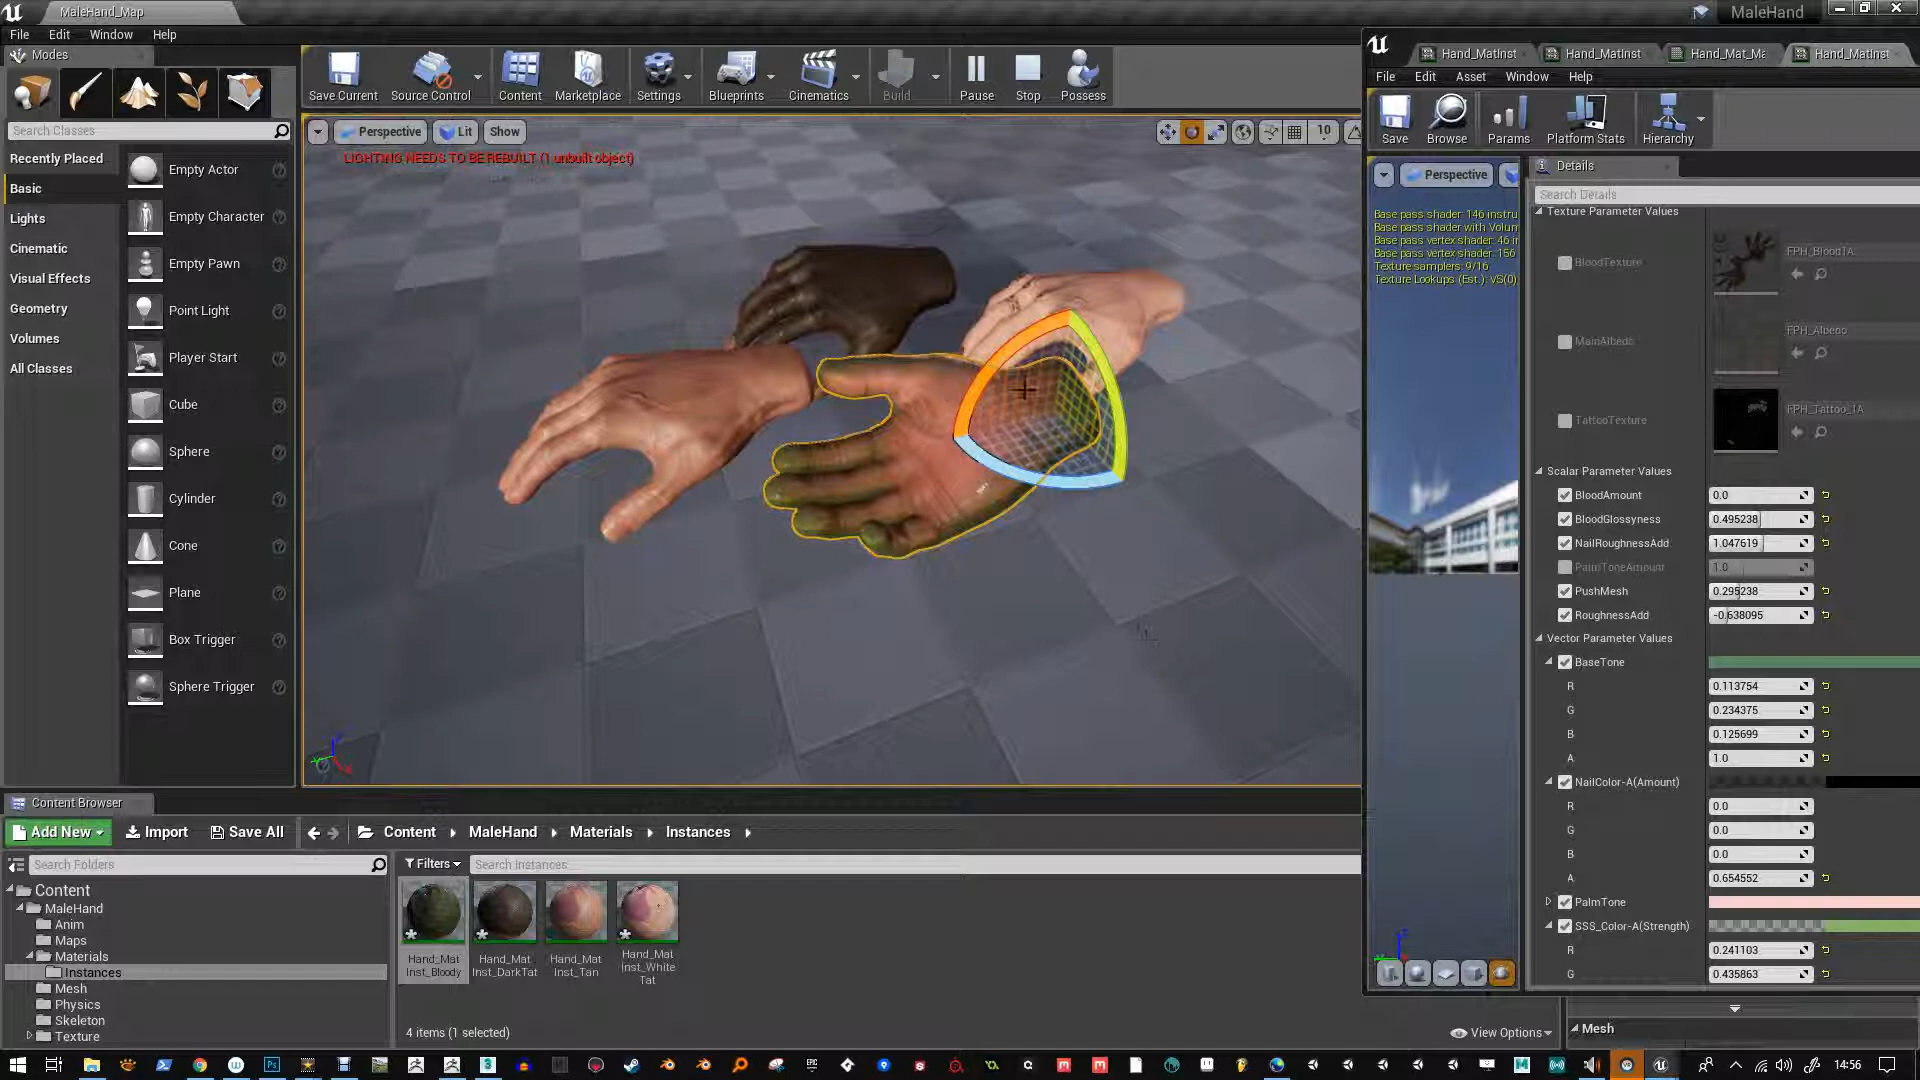 MaleHand_Map
MaleHand
File Edit Window Help
Modes
Search Classes
Recently Placed
Basic
Lights
Cinematic
Visual Effects
Geometry
Volumes
All Classes
Empty Actor
Empty Character
Empty Pawn
Point Light
Player Start
Cube
Sphere
Cylinder
Cone
Plane
Box Trigger
Sphere Trigger
Save Current
Source Control
Content
Marketplace
Settings
Blueprints
Cinematics
Build
Pause
Stop
Possess
Perspective
Lit
Show
10
LIGHTING NEEDS TO BE REBUILT (1 unbuilt object)
Hand_MatInst
Hand_MatInst
Hand_Mat_Ma
Hand_MatInst
File Edit Asset Window Help
Save
Browse
Params
Platform Stats
Hierarchy
Perspective
Base pass shader: 146 instru
Base pass shader with Volum
Base pass vertex shader: 46 in
Base pass vertex shader: 156
Texture samplers: 9/16
Texture Lookups (Est.): VS(0)
Details
Search Details
Texture Parameter Values
BloodTexture
FPH_BloodTA
MainAlbedo
FPH_Albedo
TattooTexture
FPH_Tattoo_TA
Scalar Parameter Values
BloodAmount 0.0
BloodGlossyness 0.495238
NailRoughnessAdd 1.047619
PalmToneAmount 1.0
PushMesh 0.295238
RoughnessAdd -0.638095
Vector Parameter Values
BaseTone
R 0.113754
G 0.234375
B 0.125699
A 1.0
NailColor-A(Amount)
R 0.0
G 0.0
B 0.0
A 0.654552
PalmTone
SSS_Color-A(Strength)
R 0.241103
G 0.435863
Mesh
Content Browser
Add New
Import
Save All
Content MaleHand Materials Instances
Search Folders
Filters
Search Instances
Content
MaleHand
Anim
Maps
Materials
Instances
Mesh
Physics
Skeleton
Texture
Hand_Mat
Inst_Bloody
Hand_Mat
Inst_DarkTat
Hand_Mat
Inst_Tan
Hand_Mat
Inst_White
Tat
4 items (1 selected)
View Options
14:56